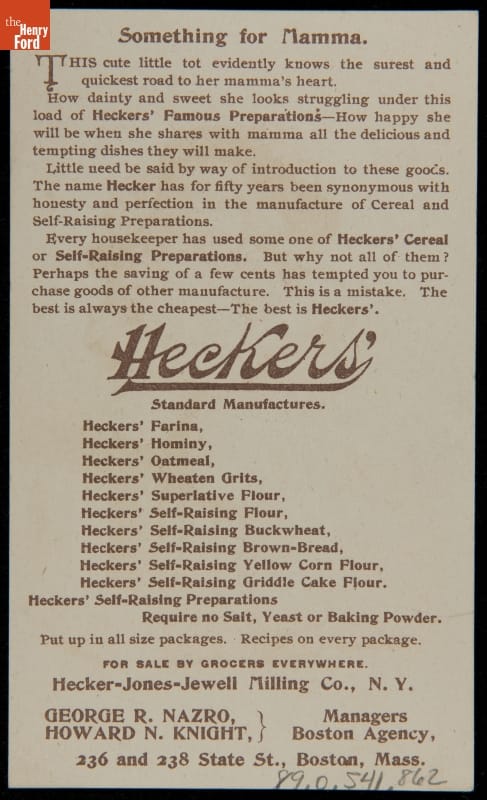 the
Henry
Ford
Something for Mamma.
THIS cute little tot evidently knows the surest and
quickest road to her mamma's heart.
How dainty and sweet she looks struggling under this
load of Heckers' Famous Preparations—How happy she
will be when she shares with mamma all the delicious and
tempting dishes they will make.
Little need be said by way of introduction to these goods.
The name Hecker has for fifty years been synonymous with
honesty and perfection in the manufacture of Cereal and
Self-Raising Preparations.
Every housekeeper has used some one of Heckers' Cereal
or Self-Raising Preparations. But why not all of them?
Perhaps the saving of a few cents has tempted you to pur-
chase goods of other manufacture. This is a mistake. The
best is always the cheapest—The best is Heckers'.
Heckers'
Standard Manufactures.
Heckers' Farina,
Heckers' Hominy,
Heckers' Oatmeal,
Heckers' Wheaten Grits,
Heckers' Superlative Flour,
Heckers' Self-Raising Flour,
Heckers' Self-Raising Buckwheat,
Heckers' Self-Raising Brown-Bread,
Heckers' Self-Raising Yellow Corn Flour,
Heckers' Self-Raising Griddle Cake Flour.
Heckers' Self-Raising Preparations
Require no Salt, Yeast or Baking Powder.
Put up in all size packages. Recipes on every package.
FOR SALE BY GROCERS EVERYWHERE.
Hecker-Jones-Jewell Milling Co., N. Y.
GEORGE R. NAZRO, } Managers
HOWARD N. KNIGHT, } Boston Agency,
236 and 238 State St., Boston, Mass.
89.0.541.862